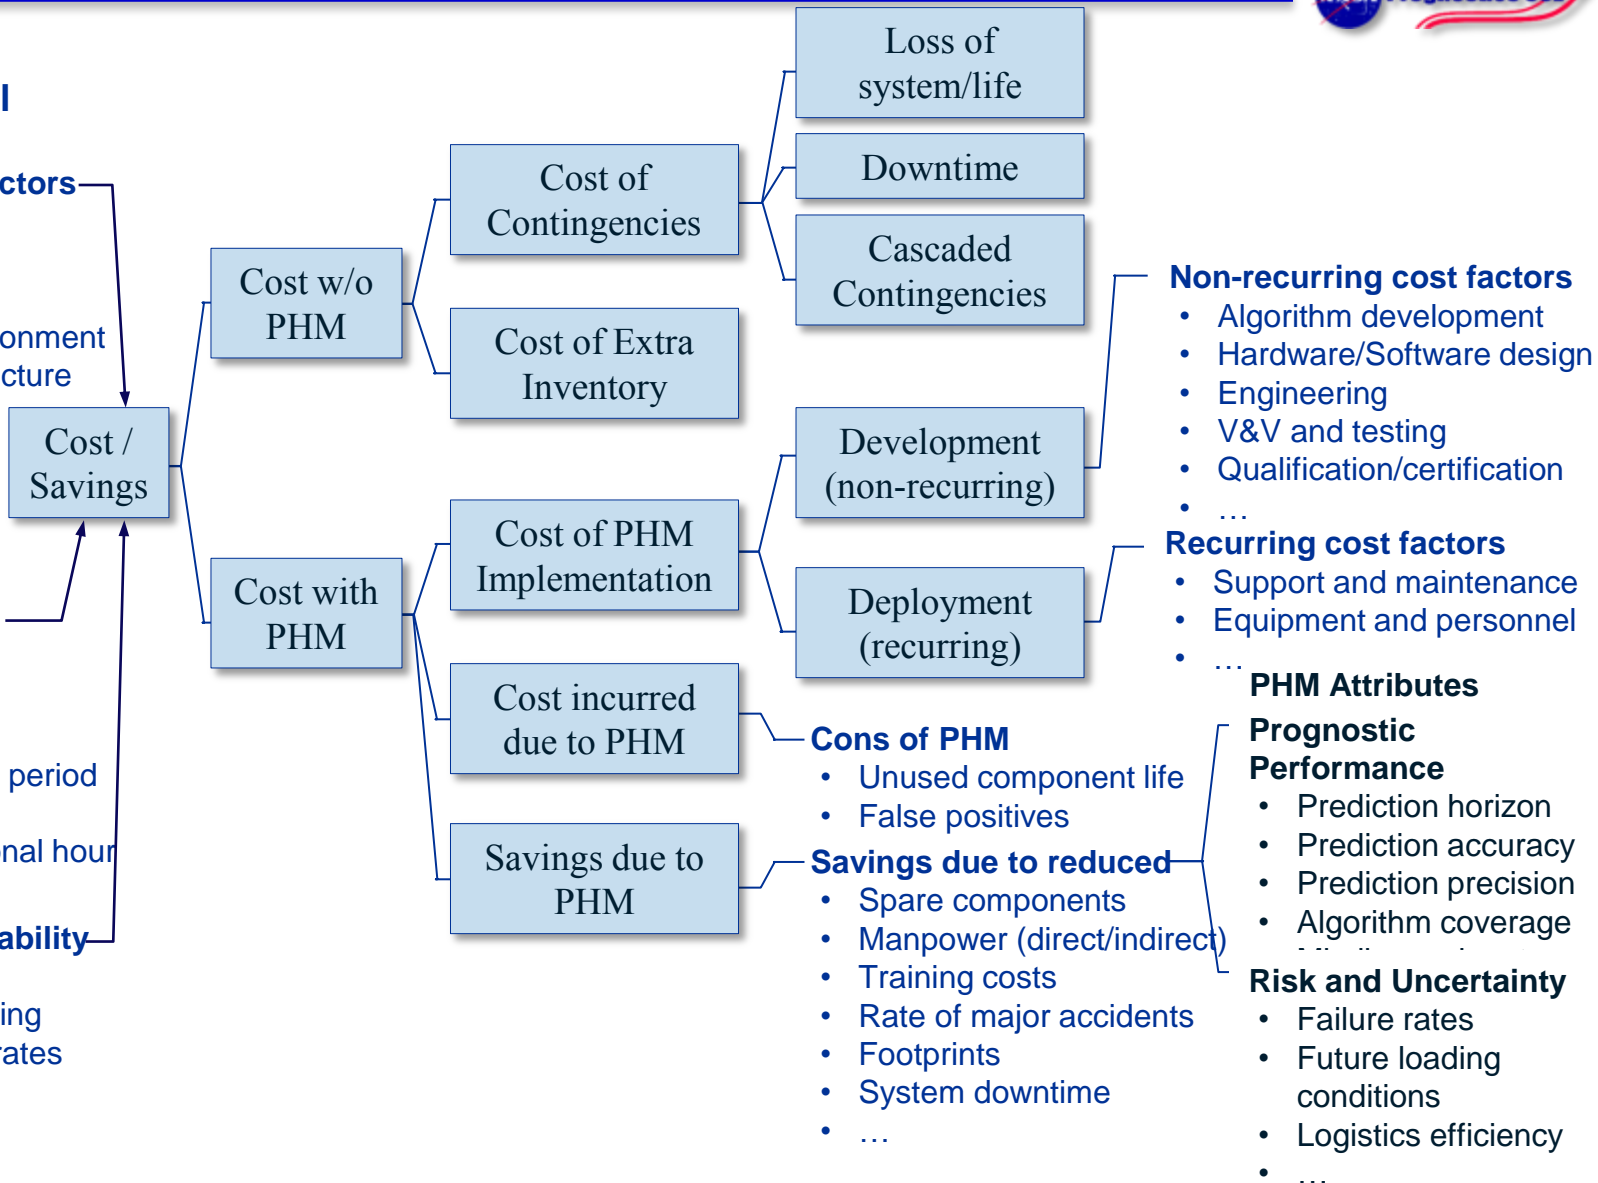 l
ctors
onment
cture
Cost /
Savings
period
onal hour
ability
ing
rates
Cost w/o
PHM
Cost with
PHM
Cost of
Contingencies
Cost of Extra
Inventory
Cost of PHM
Implementation
Cost incurred
due to PHM
Savings due to
PHM
Loss of
system/life
Downtime
Cascaded
Contingencies
Development
(non-recurring)
Deployment
(recurring)
Non-recurring cost factors
• Algorithm development
• Hardware/Software design
• Engineering
• V&V and testing
• Qualification/certification
• …
Recurring cost factors
• Support and maintenance
• Equipment and personnel
• …
Cons of PHM
• Unused component life
• False positives
Savings due to reduced
• Spare components
• Manpower (direct/indirect)
• Training costs
• Rate of major accidents
• Footprints
• System downtime
• …
PHM Attributes
Prognostic
Performance
• Prediction horizon
• Prediction accuracy
• Prediction precision
• Algorithm coverage
Risk and Uncertainty
• Failure rates
• Future loading
conditions
• Logistics efficiency
• …